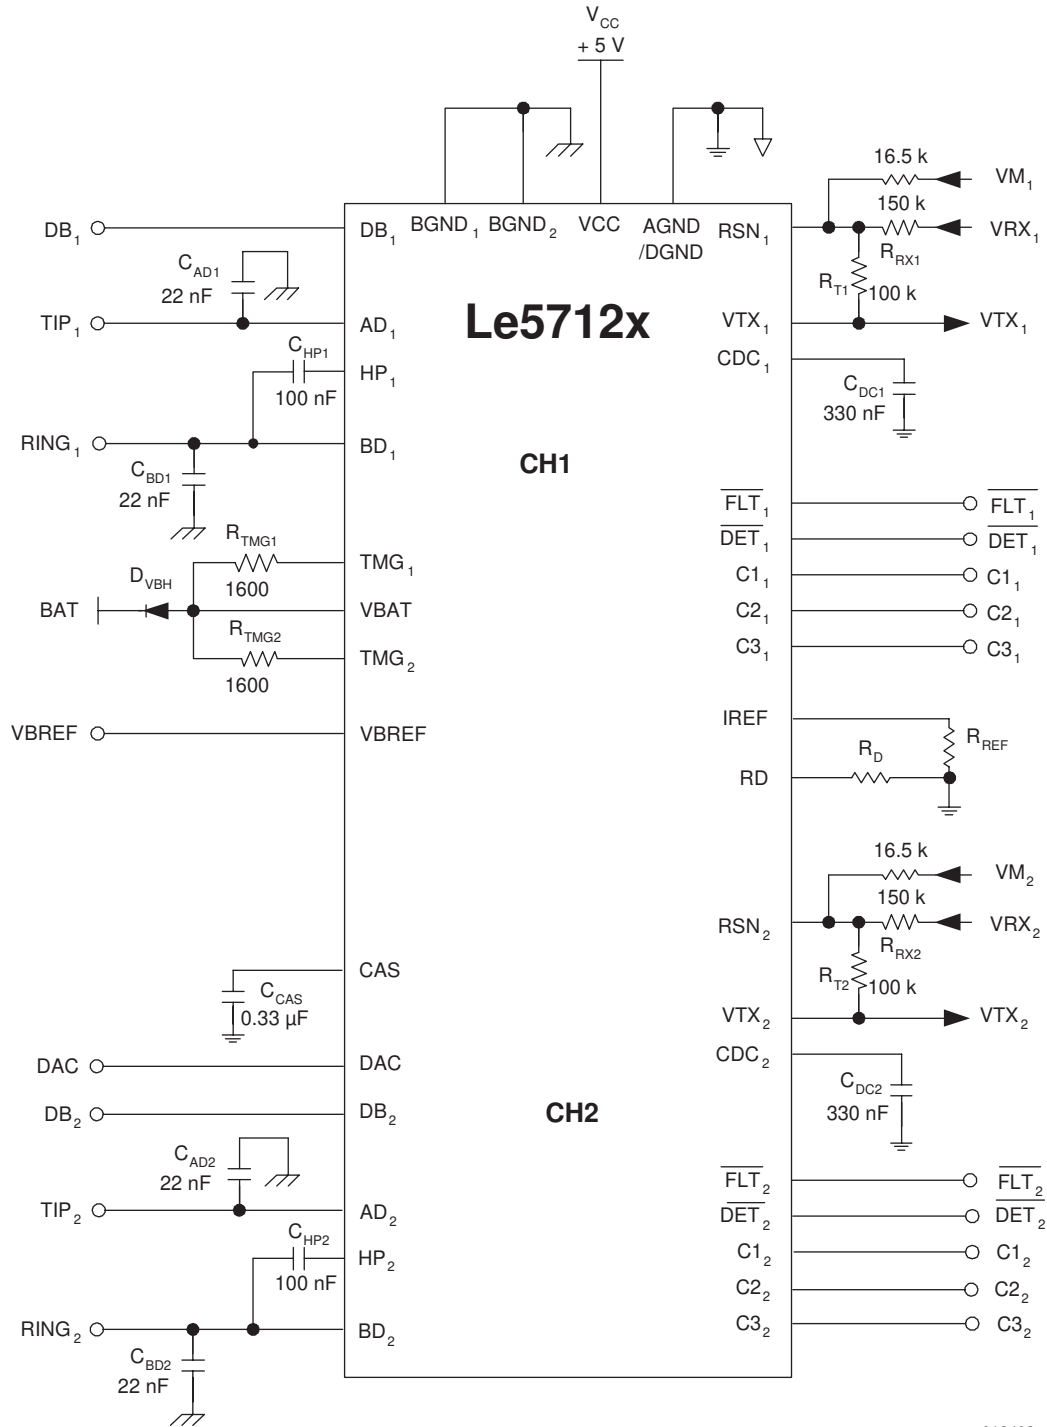 V_CC
+ 5 V
16.5 k
VM_1
150 k
DB_1
DB_1
BGND_1
BGND_2
VCC
AGND
/DGND
RSN_1
VRX_1
R_RX1
C_AD1
22 nF
R_T1
100 k
TIP_1
AD_1
Le5712x
VTX_1
VTX_1
C_HP1
HP_1
CDC_1
100 nF
C_DC1
330 nF
RING_1
BD_1
CH1
C_BD1
22 nF
FLT_1
FLT_1
R_TMG1
DET_1
DET_1
TMG_1
D_VBH
1600
C1_1
C1_1
BAT
VBAT
C2_1
C2_1
R_TMG2
C3_1
C3_1
TMG_2
1600
IREF
VBREF
VBREF
R_REF
R_D
RD
16.5 k
VM_2
150 k
RSN_2
VRX_2
R_RX2
CAS
R_T2
100 k
C_CAS
0.33 µF
VTX_2
VTX_2
CDC_2
DAC
DAC
C_DC2
330 nF
DB_2
DB_2
CH2
C_AD2
22 nF
FLT_2
FLT_2
TIP_2
AD_2
DET_2
DET_2
C_HP2
HP_2
C1_2
C1_2
100 nF
C2_2
C2_2
RING_2
BD_2
C3_2
C3_2
C_BD2
22 nF